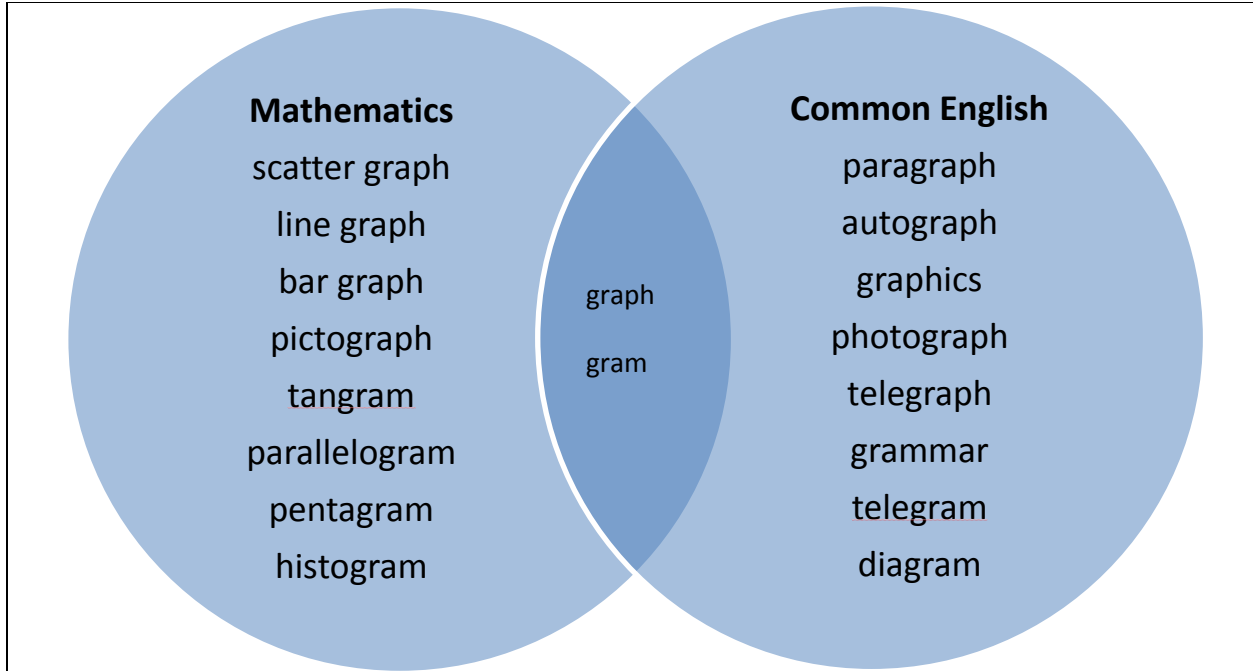 Mathematics
scatter graph
line graph
bar graph
pictograph
tangram
parallelogram
pentagram
histogram
graph
gram
Common English
paragraph
autograph
graphics
photograph
telegraph
grammar
telegram
diagram